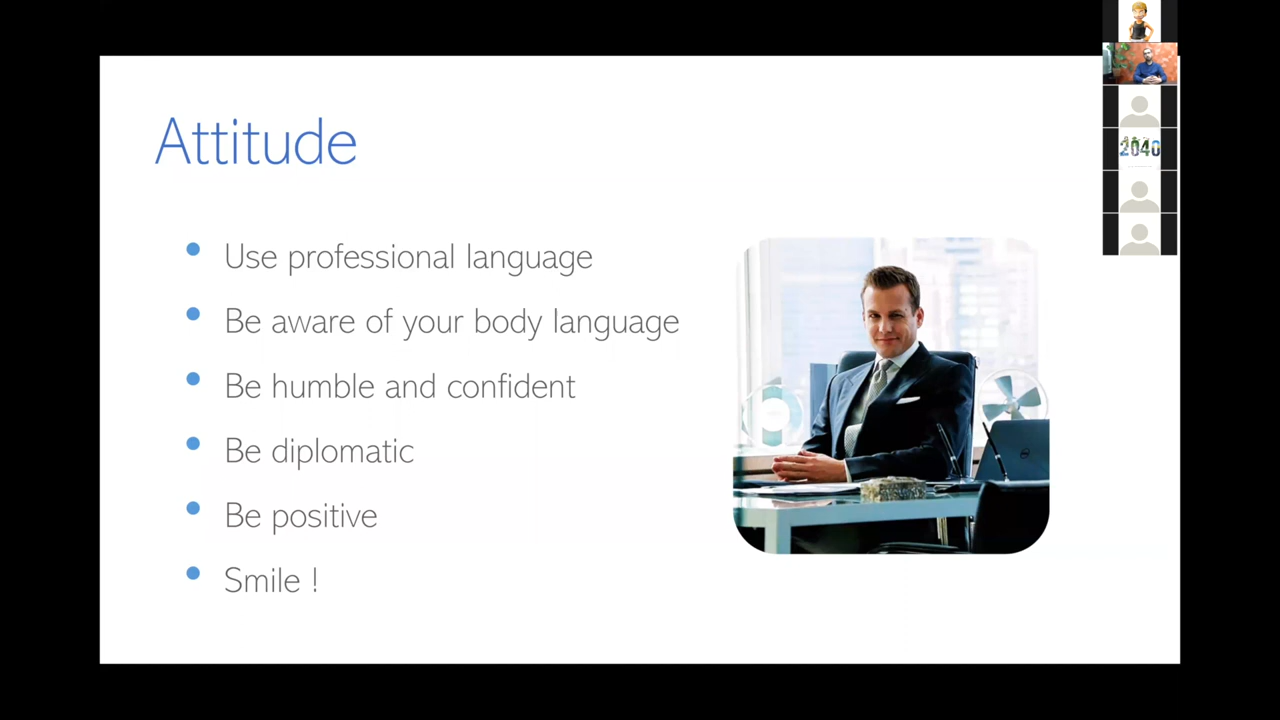 Attitude
Use professional language
Be aware of your body language
Be humble and confident
Be diplomatic
Be positive
Smile !
2040